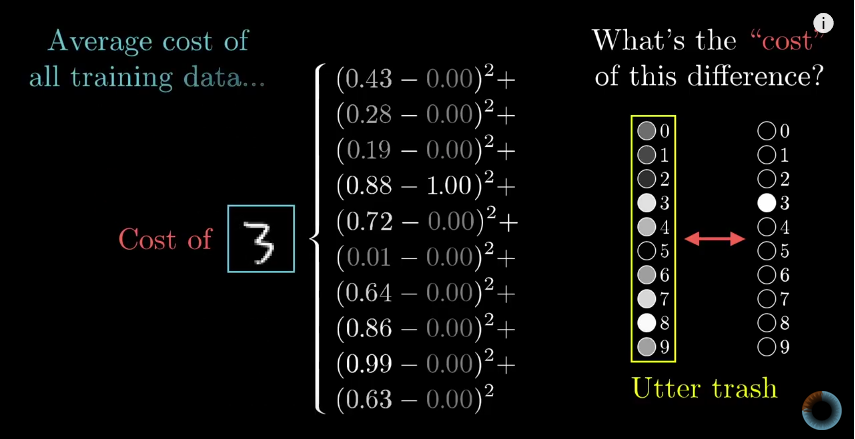 Average cost of
all training data...
Cost of
(0.43 − 0.00)²+
(0.28 − 0.00)²+
(0.19 − 0.00)²+
(0.88 − 1.00)²+
(0.72 − 0.00)²+
(0.01 − 0.00)²+
(0.64 − 0.00)²+
(0.86 − 0.00)²+
(0.99 − 0.00)²+
(0.63 − 0.00)²
3
What's the “cost”
of this difference?
0
1
2
3
4
5
6
7
8
9
0
1
2
3
4
5
6
7
8
9
Utter trash
i